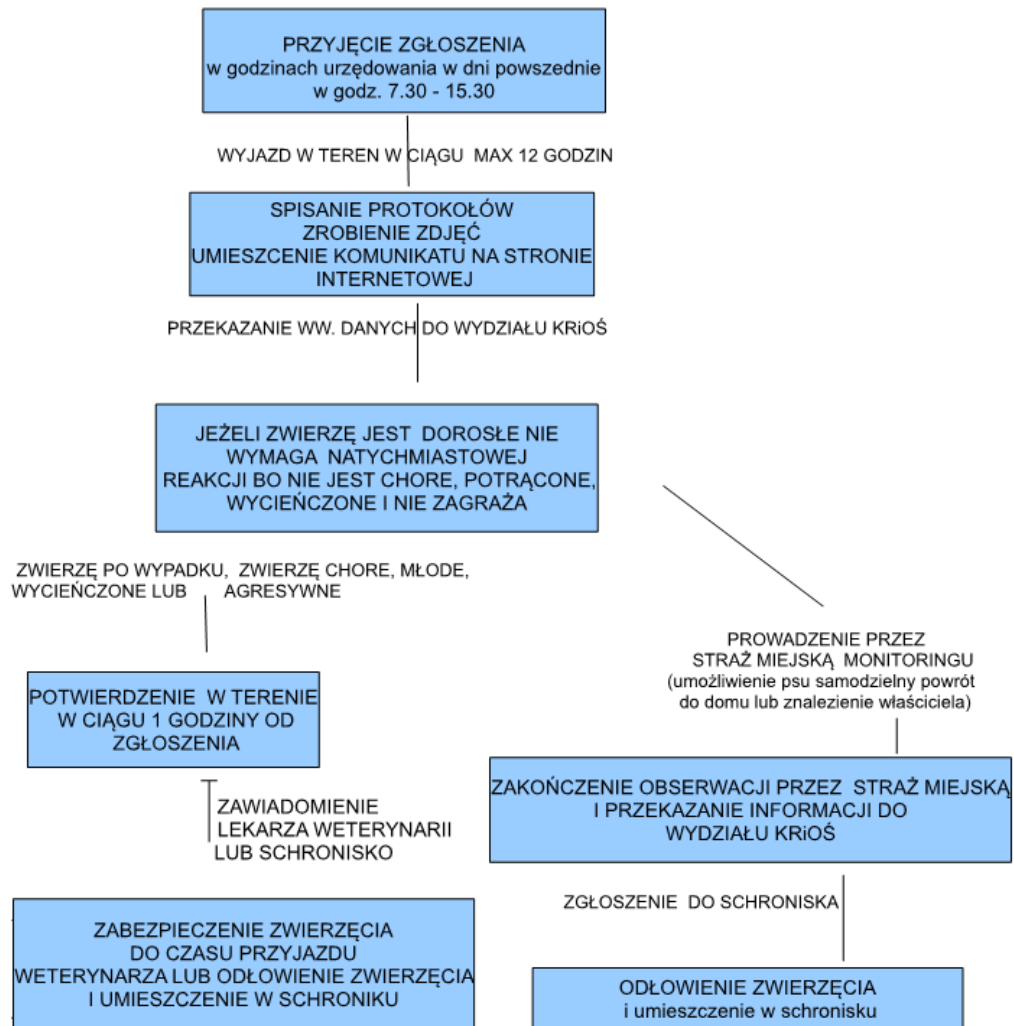 PRZYJĘCIE ZGŁOSZENIA
w godzinach urzędowania w dni powszednie
w godz. 7.30 - 15.30
WYJAZD W TEREN W CIĄGU MAX 12 GODZIN
SPISANIE PROTOKOŁÓW
ZROBIENIE ZDJĘĆ
UMIESZCENIE KOMUNIKATU NA STRONIE
INTERNETOWEJ
PRZEKAZANIE WW. DANYCH DO WYDZIAŁU KRiOŚ
JEŻELI ZWIERZĘ JEST DOROSŁE NIE
WYMAGA NATYCHMIASTOWEJ
REAKCJI BO NIE JEST CHORE, POTRĄCONE,
WYCIEŃCZONE I NIE ZAGRAŻA
ZWIERZĘ PO WYPADKU, ZWIERZĘ CHORE, MŁODE,
WYCIEŃCZONE LUB AGRESYWNE
POTWIERDZENIE W TERENIE
W CIĄGU 1 GODZINY OD
ZGŁOSZENIA
ZAWIADOMIENIE
LEKARZA WETERYNARII
LUB SCHRONISKO
ZABEZPIECZENIE ZWIERZĘCIA
DO CZASU PRZYJAZDU
WETERYNARZA LUB ODŁOWIENIE ZWIERZĘCIA
I UMIESZCZENIE W SCHRONIKU
PROWADZENIE PRZEZ
STRAŻ MIEJSKĄ MONITORINGU
(umożliwienie psu samodzielny powrót
do domu lub znalezienie właściciela)
ZAKOŃCZENIE OBSERWACJI PRZEZ STRAŻ MIEJSKĄ
I PRZEKAZANIE INFORMACJI DO
WYDZIAŁU KRiOŚ
ZGŁOSZENIE DO SCHRONISKA
ODŁOWIENIE ZWIERZĘCIA
i umieszczenie w schronisku